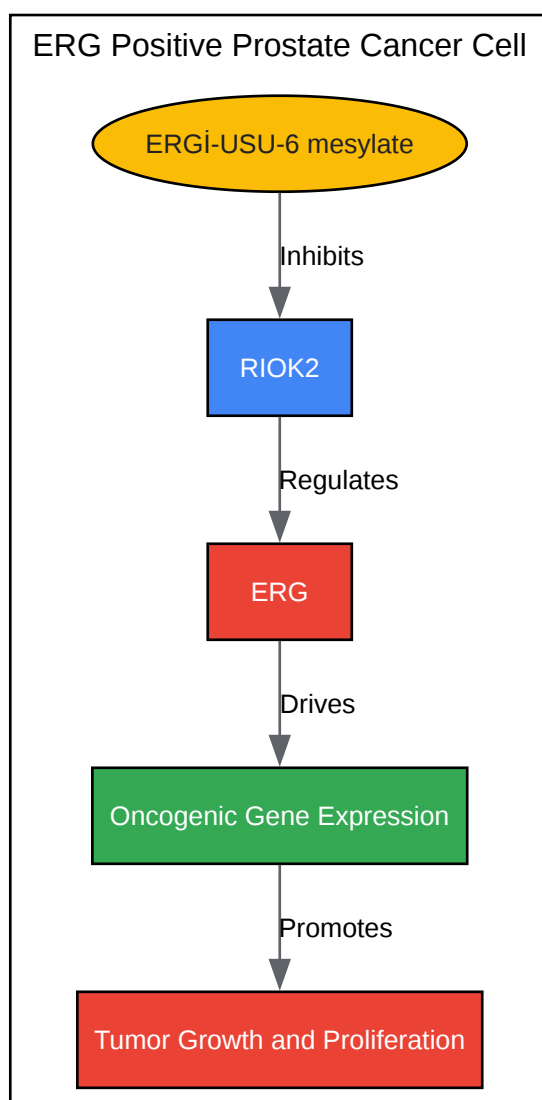 ERG Positive Prostate Cancer Cell
ERGİ-USU-6 mesylate
Inhibits
RIOK2
Regulates
ERG
Drives
Oncogenic Gene Expression
Promotes
Tumor Growth and Proliferation